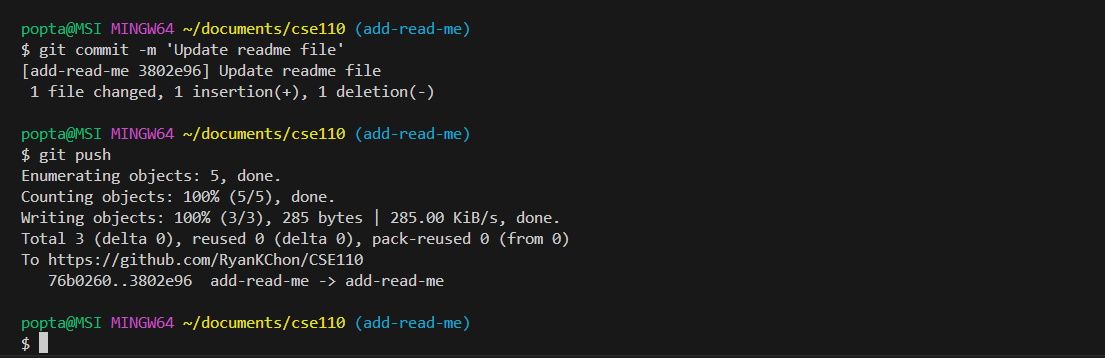 popta@MSI MINGW64 ~/documents/cse110 (add-read-me)
$ git commit -m 'Update readme file'
[add-read-me 3802e96] Update readme file
 1 file changed, 1 insertion(+), 1 deletion(-)

popta@MSI MINGW64 ~/documents/cse110 (add-read-me)
$ git push
Enumerating objects: 5, done.
Counting objects: 100% (5/5), done.
Writing objects: 100% (3/3), 285 bytes | 285.00 KiB/s, done.
Total 3 (delta 0), reused 0 (delta 0), pack-reused 0 (from 0)
To https://github.com/RyanKChon/CSE110
   76b0260..3802e96  add-read-me -> add-read-me

popta@MSI MINGW64 ~/documents/cse110 (add-read-me)
$